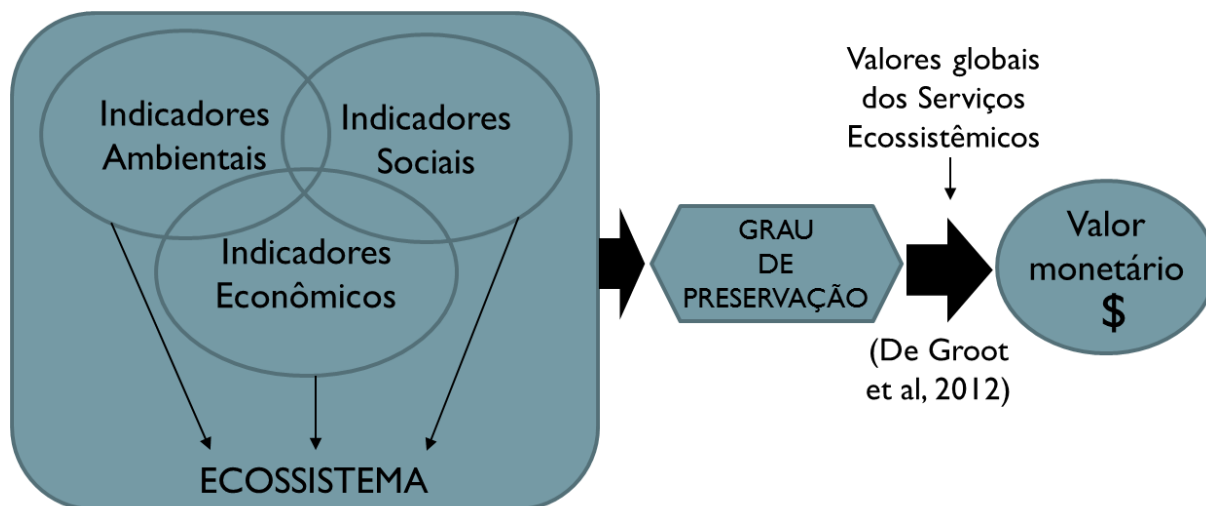 Indicadores
Ambientais
Indicadores
Sociais
Indicadores
Econômicos
ECOSSISTEMA
GRAU
DE
PRESERVAÇÃO
Valores globais
dos Serviços
Ecossistêmicos
(De Groot
et al, 2012)
Valor
monetário
$